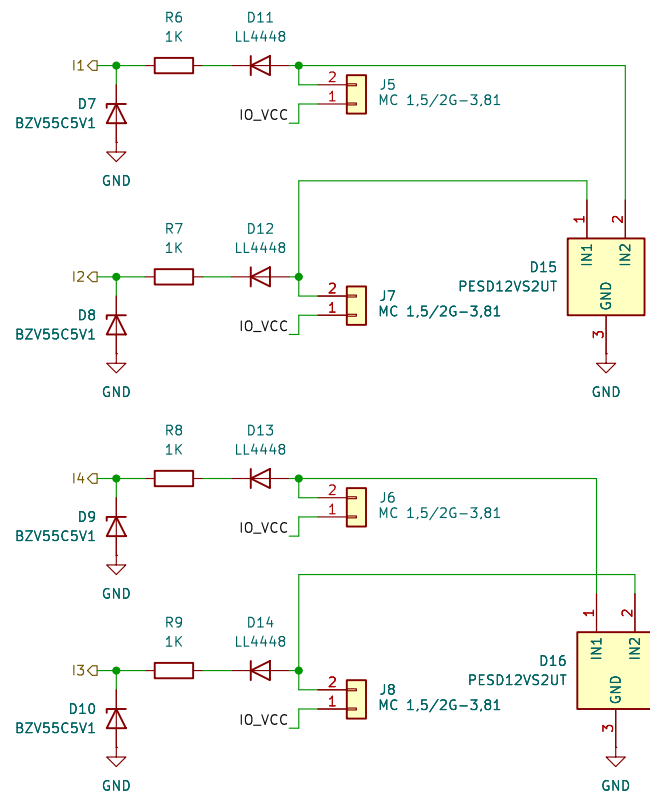 R6
1K
D11
LL4448
I1
D7
BZV55C5V1
GND
2
1
J5
MC 1,5/2G-3,81
IO_VCC
R7
1K
D12
LL4448
I2
D8
BZV55C5V1
GND
2
1
J7
MC 1,5/2G-3,81
IO_VCC
D15
PESD12VS2UT
1
2
IN1
IN2
GND
3
GND
R8
1K
D13
LL4448
I4
D9
BZV55C5V1
GND
2
1
J6
MC 1,5/2G-3,81
IO_VCC
R9
1K
D14
LL4448
I3
D10
BZV55C5V1
GND
2
1
J8
MC 1,5/2G-3,81
IO_VCC
D16
PESD12VS2UT
1
2
IN1
IN2
GND
3
GND